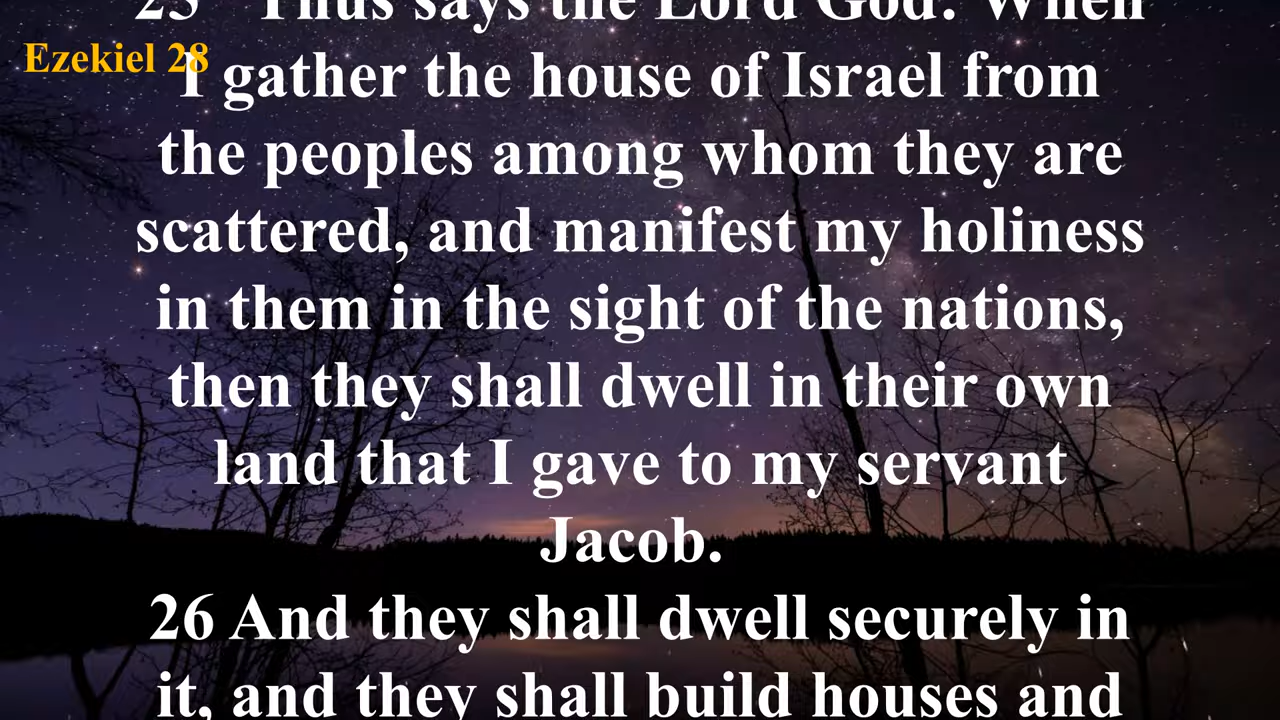 25 "Thus says the Lord God: When
Ezekiel 28
I gather the house of Israel from
the peoples among whom they are
scattered, and manifest my holiness
in them in the sight of the nations,
then they shall dwell in their own
land that I gave to my servant
Jacob.
26 And they shall dwell securely in
it, and they shall build houses and